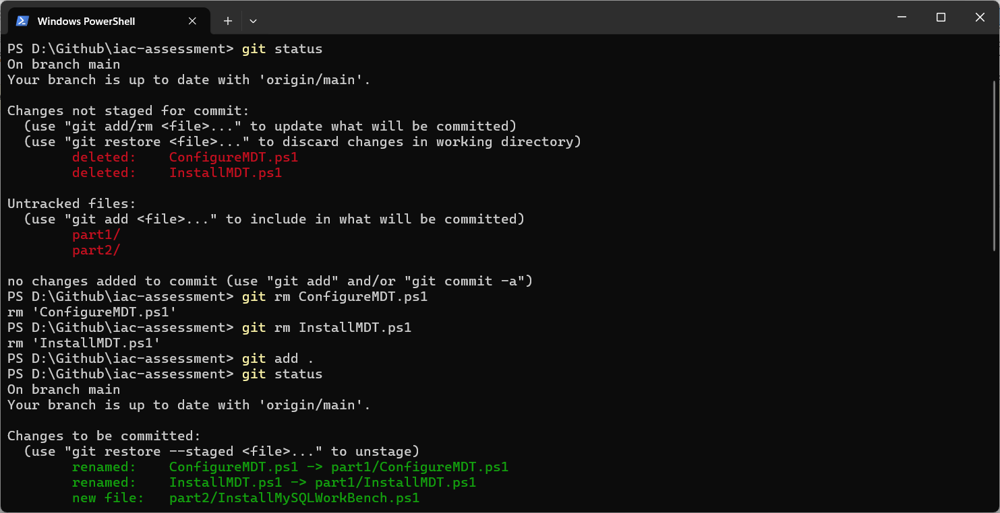 Windows PowerShell
PS D:\Github\iac-assessment> git status
On branch main
Your branch is up to date with 'origin/main'.
Changes not staged for commit:
  (use "git add/rm <file>..." to update what will be committed)
  (use "git restore <file>..." to discard changes in working directory)
        deleted:    ConfigureMDT.ps1
        deleted:    InstallMDT.ps1
Untracked files:
  (use "git add <file>..." to include in what will be committed)
        part1/
        part2/
no changes added to commit (use "git add" and/or "git commit -a")
PS D:\Github\iac-assessment> git rm ConfigureMDT.ps1
rm 'ConfigureMDT.ps1'
PS D:\Github\iac-assessment> git rm InstallMDT.ps1
rm 'InstallMDT.ps1'
PS D:\Github\iac-assessment> git add .
PS D:\Github\iac-assessment> git status
On branch main
Your branch is up to date with 'origin/main'.
Changes to be committed:
  (use "git restore --staged <file>..." to unstage)
        renamed:    ConfigureMDT.ps1 -> part1/ConfigureMDT.ps1
        renamed:    InstallMDT.ps1 -> part1/InstallMDT.ps1
        new file:   part2/InstallMySQLWorkBench.ps1